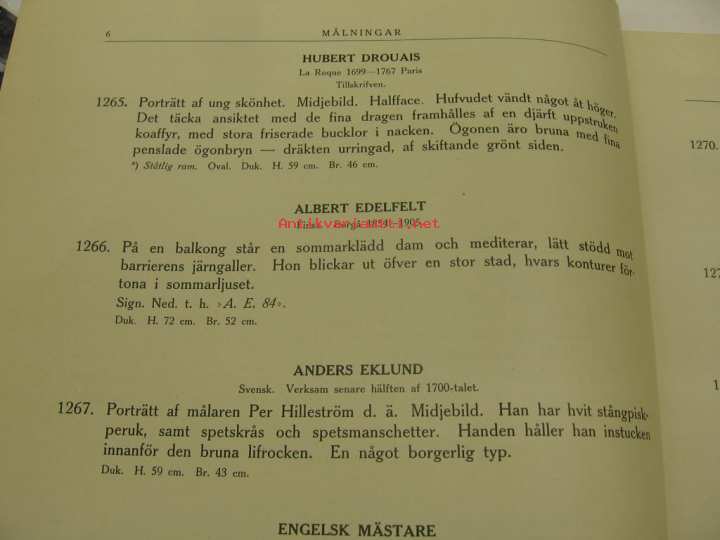 6
MÅLNINGAR
HUBERT DROUAIS
La Roque 1699—1767 Paris
Tillskrifven.
1265. Porträtt af ung skönhet. Midjebild. Halfface. Hufvudet vändt något åt höger.
Det täcka ansiktet med de fina dragen framhålles af en djärft uppstruken
koaffyr, med stora friserade bucklor i nacken. Ögonen äro bruna med fina
penslade ögonbryn — dräkten urringad, af skiftande grönt siden.
*) Ståtlig ram. Oval. Duk. H. 59 cm. Br. 46 cm.
ALBERT EDELFELT
Borgå 1854—1905
Antikvariaatti.net
1266. På en balkong står en sommarklädd dam och mediterar, lätt stödd mot
barrierens järngaller. Hon blickar ut öfver en stor stad, hvars konturer för-
tona i sommarljuset.
Sign. Ned. t. h. »A. E. 84».
Duk. H. 72 cm. Br. 52 cm.
ANDERS EKLUND
Svensk. Verksam senare hälften af 1700-talet.
1267. Porträtt af målaren Per Hilleström d. ä. Midjebild. Han har hvit stångpisk-
peruk, samt spetskrås och spetsmanschetter. Handen håller han instucken
innanför den bruna lifrocken. En något borgerlig typ.
Duk. H. 59 cm. Br. 43 cm.
ENGELSK MÄSTARE
1270.